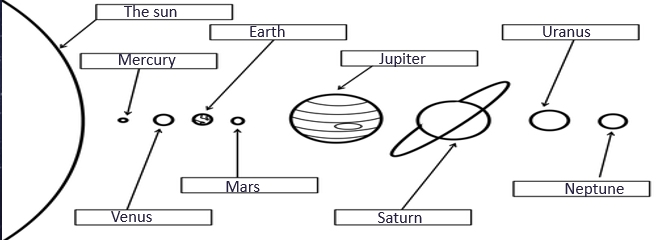 The sun
Earth
Uranus
Mercury
Jupiter
Mars
Neptune
Venus
Saturn